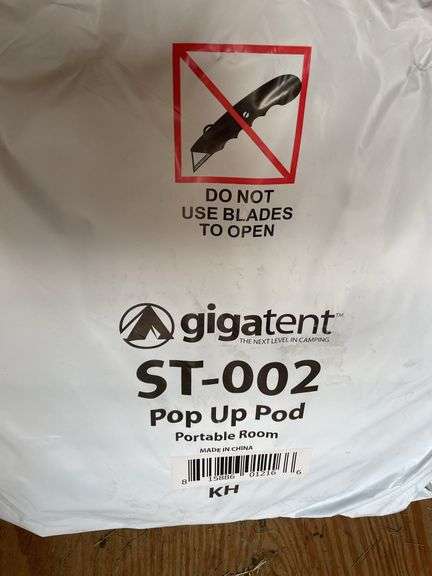 DO NOT
USE BLADES
TO OPEN
gigatent™
THE NEXT LEVEL IN CAMPING
ST-002
Pop Up Pod
Portable Room
MADE IN CHINA
8 15886 01216 6
KH